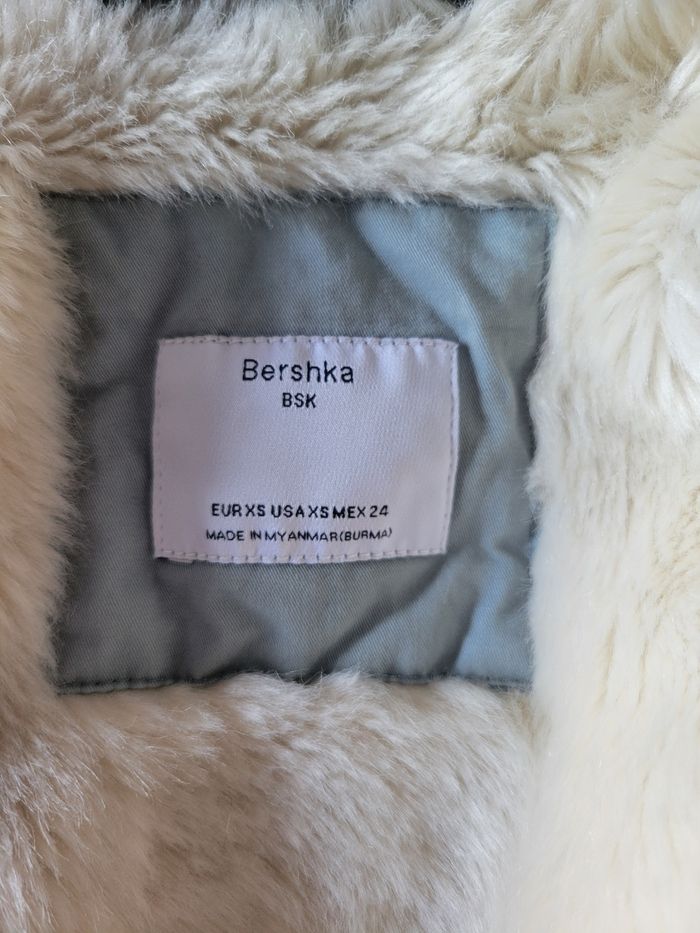 Bershka
BSK
EUR XS USA XS MEX 24
MADE IN MYANMAR (BURMA)